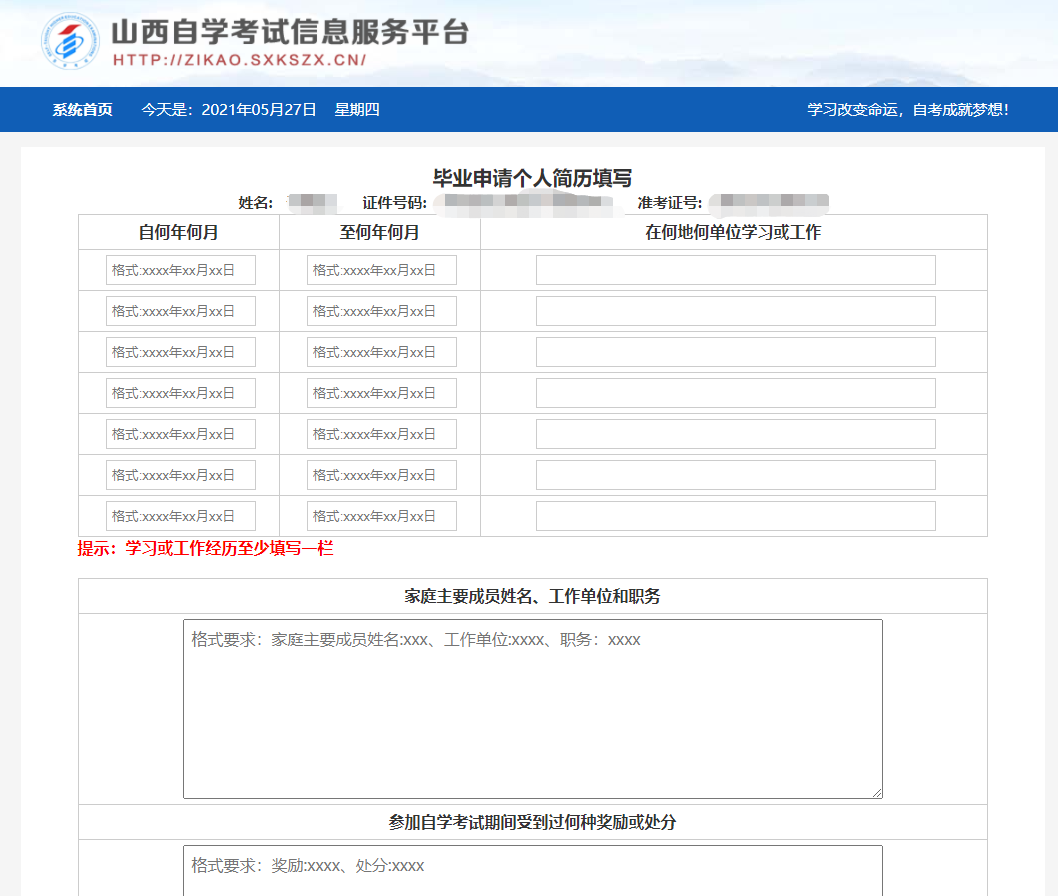 山西自学考试信息服务平台
HTTP://ZIKAO.SXKSZX.CN/
系统首页 今天是：2021年05月27日 星期四 学习改变命运，自考成就梦想！
毕业申请个人简历填写
姓名： 证件号码: 准考证号:
自何年何月 至何年何月 在何地何单位学习或工作
格式:xxxx年xx月xx日 格式:xxxx年xx月xx日
格式:xxxx年xx月xx日 格式:xxxx年xx月xx日
格式:xxxx年xx月xx日 格式:xxxx年xx月xx日
格式:xxxx年xx月xx日 格式:xxxx年xx月xx日
格式:xxxx年xx月xx日 格式:xxxx年xx月xx日
格式:xxxx年xx月xx日 格式:xxxx年xx月xx日
格式:xxxx年xx月xx日 格式:xxxx年xx月xx日
提示：学习或工作经历至少填写一栏
家庭主要成员姓名、工作单位和职务
格式要求：家庭主要成员姓名:xxx、工作单位:xxxx、职务：xxxx
参加自学考试期间受到过何种奖励或处分
格式要求：奖励:xxxx、处分:xxxx